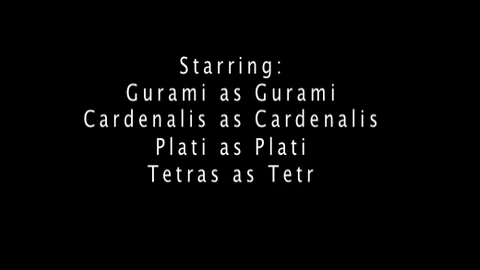 Starring:
Gurami as Gurami
Cardenalis as Cardenalis
Plati as Plati
Tetras as Tetr